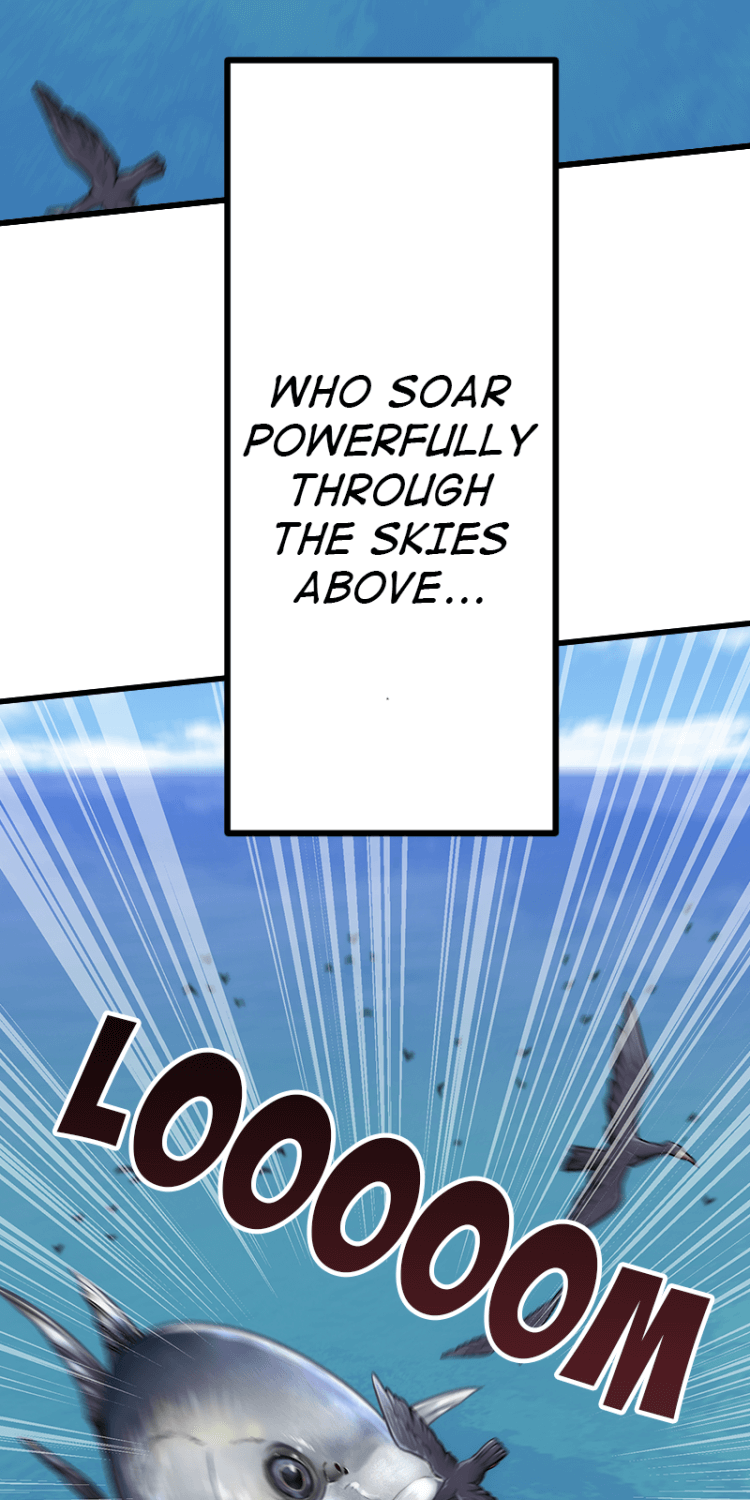 WHO SOAR
POWERFULLY
THROUGH
THE SKIES
ABOVE...
LOOOOOM